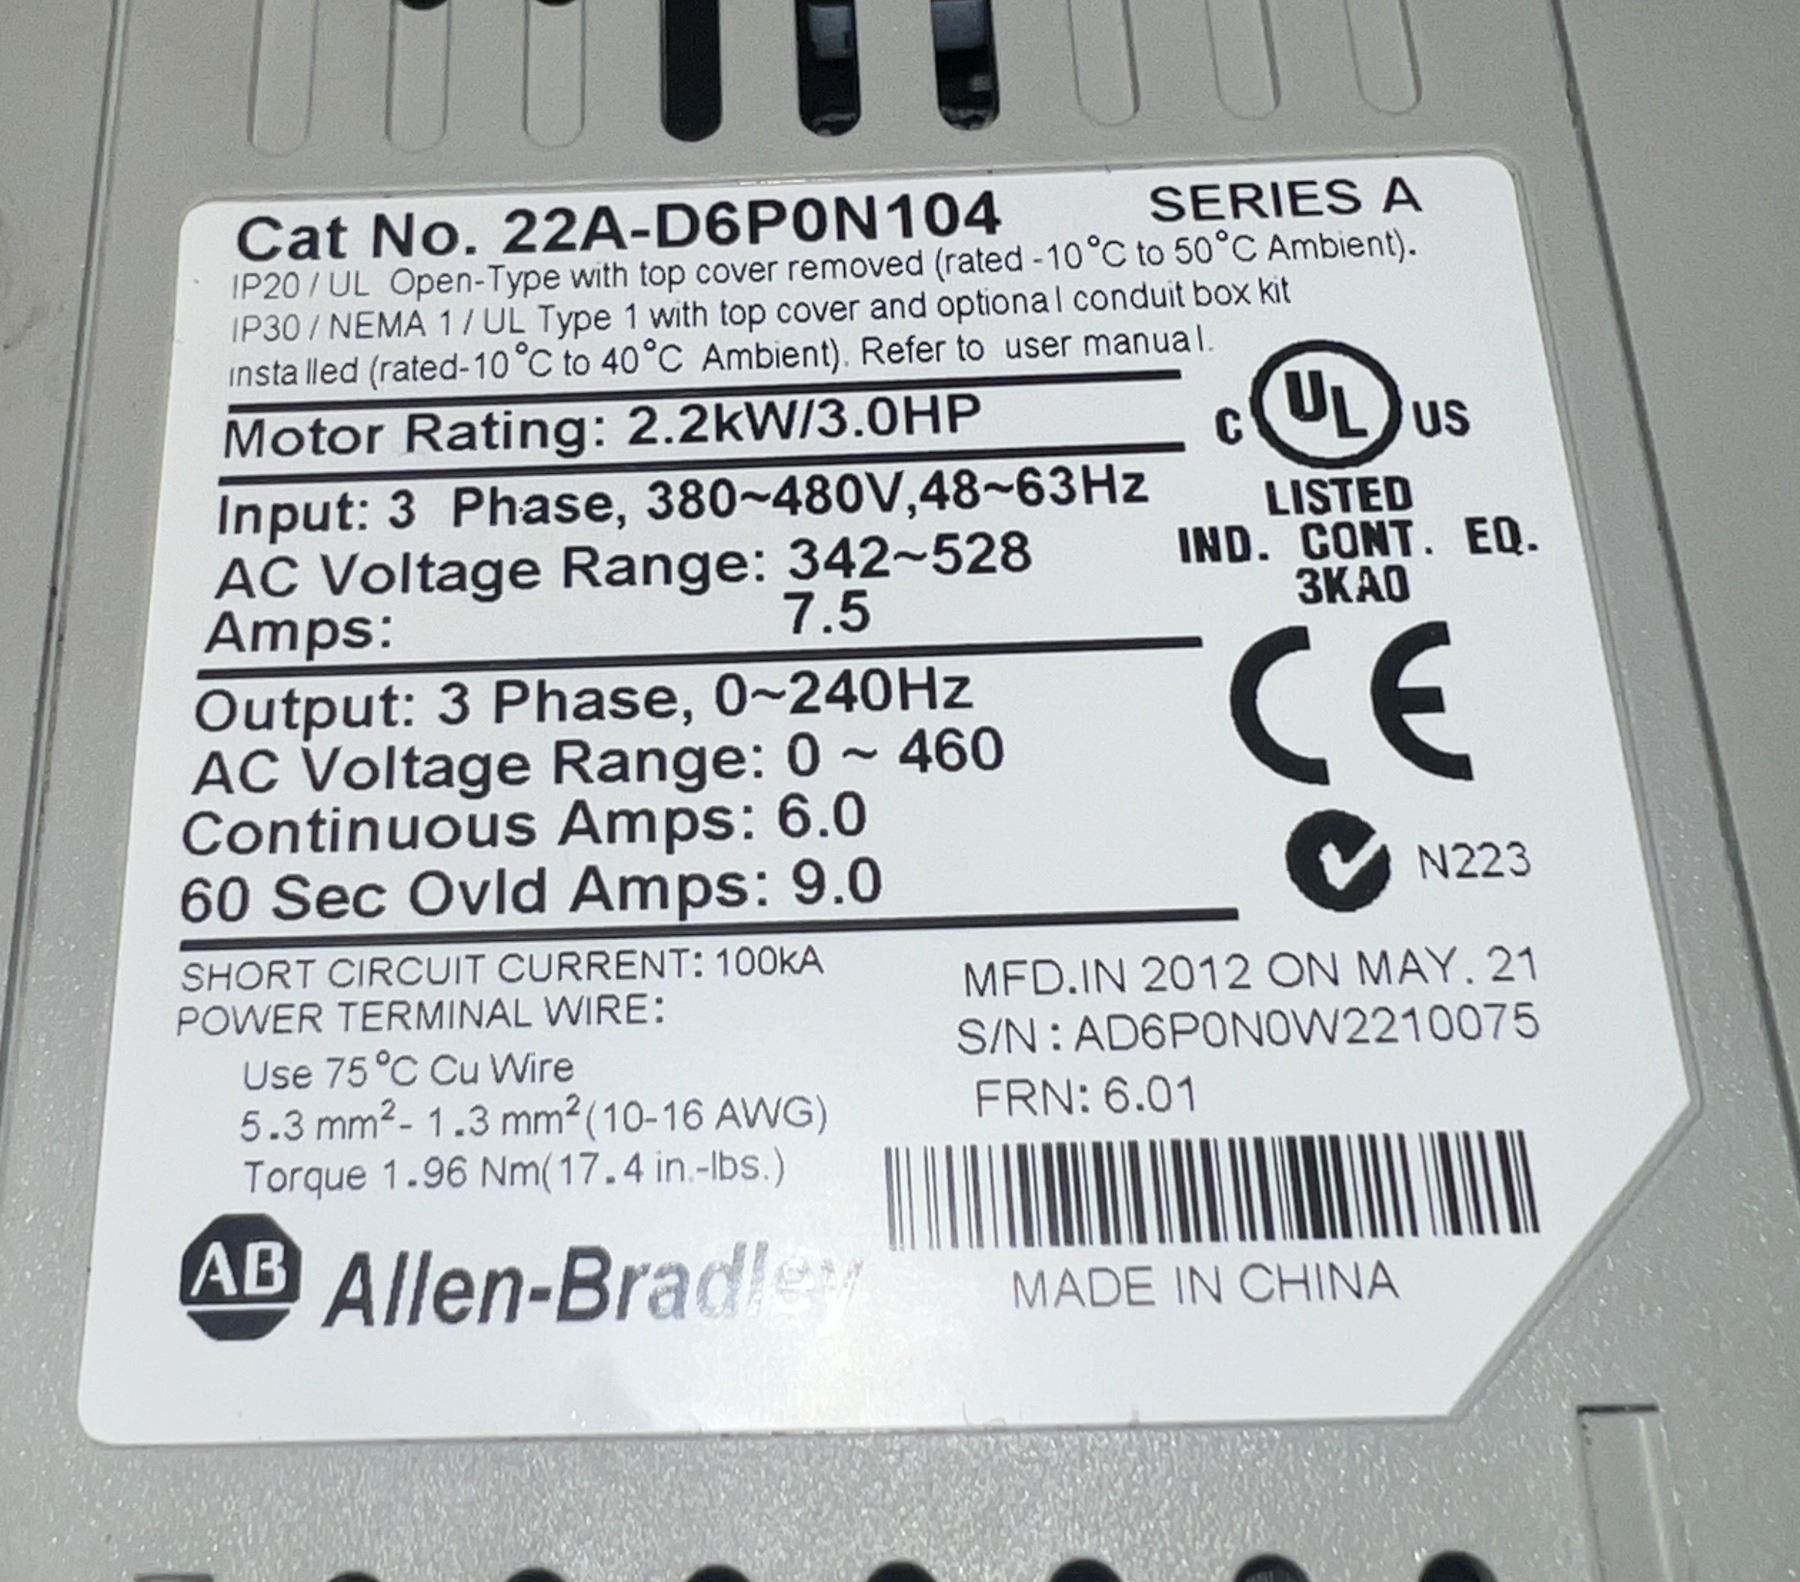 Cat No. 22A-D6P0N104 SERIES A
IP20 / UL Open-Type with top cover removed (rated -10°C to 50°C Ambient).
IP30 / NEMA 1 / UL Type 1 with top cover and optional conduit box kit
installed (rated-10°C to 40°C Ambient). Refer to user manual.
Motor Rating: 2.2kW/3.0HP
C UL US
Input: 3 Phase, 380~480V,48~63Hz
LISTED
AC Voltage Range: 342~528
IND. CONT. EQ.
Amps: 7.5
3KA0
CE
Output: 3 Phase, 0~240Hz
AC Voltage Range: 0 ~ 460
Continuous Amps: 6.0
N223
60 Sec Ovld Amps: 9.0
SHORT CIRCUIT CURRENT: 100kA
POWER TERMINAL WIRE:
Use 75°C Cu Wire
5.3 mm²- 1.3 mm²(10-16 AWG)
Torque 1.96 Nm(17.4 in.-lbs.)
MFD.IN 2012 ON MAY. 21
S/N : AD6P0N0W2210075
FRN: 6.01
AB Allen-Bradley
MADE IN CHINA